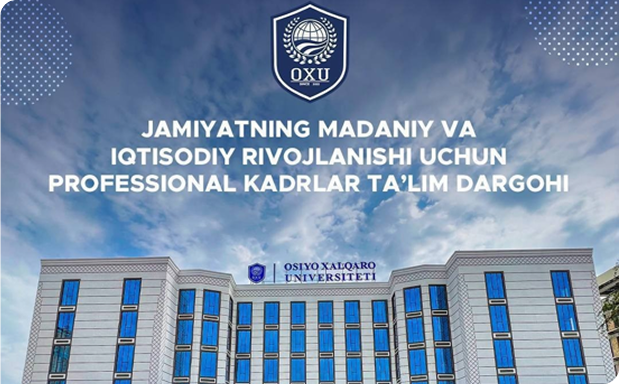 OXU
JAMIYATNING MADANIY VA
IQTISODIY RIVOJLANISHI UCHUN
PROFESSIONAL KADRLAR TA'LIM DARGOHI
OSIYO XALQARO
UNIVERSITETI